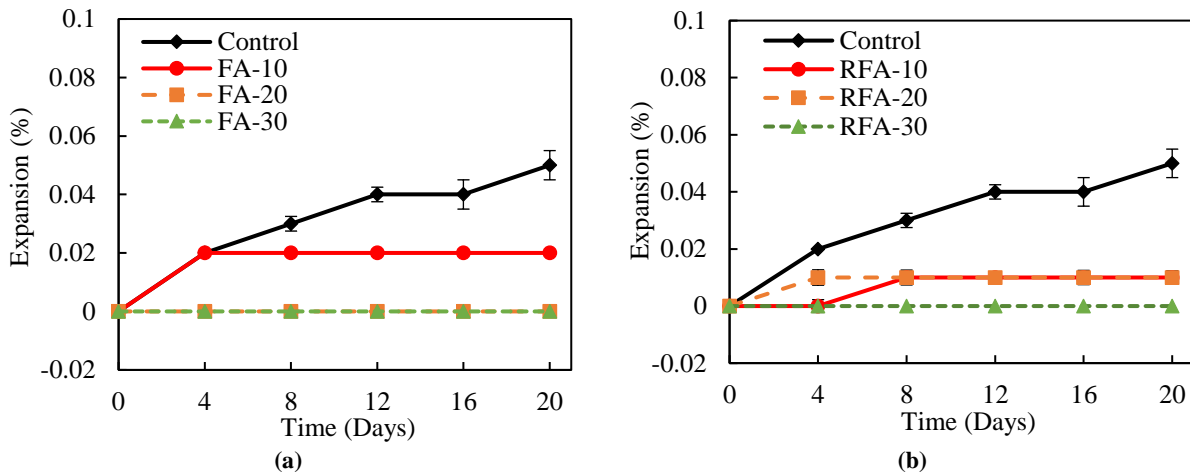 0.1
0.08
0.06
0.04
0.02
0
-0.02
Expansion (%)
Control
FA-10
FA-20
FA-30
0 4 8 12 16 20
Time (Days)
(a)
0.1
0.08
0.06
0.04
0.02
0
-0.02
Expansion (%)
Control
RFA-10
RFA-20
RFA-30
0 4 8 12 16 20
Time (Days)
(b)